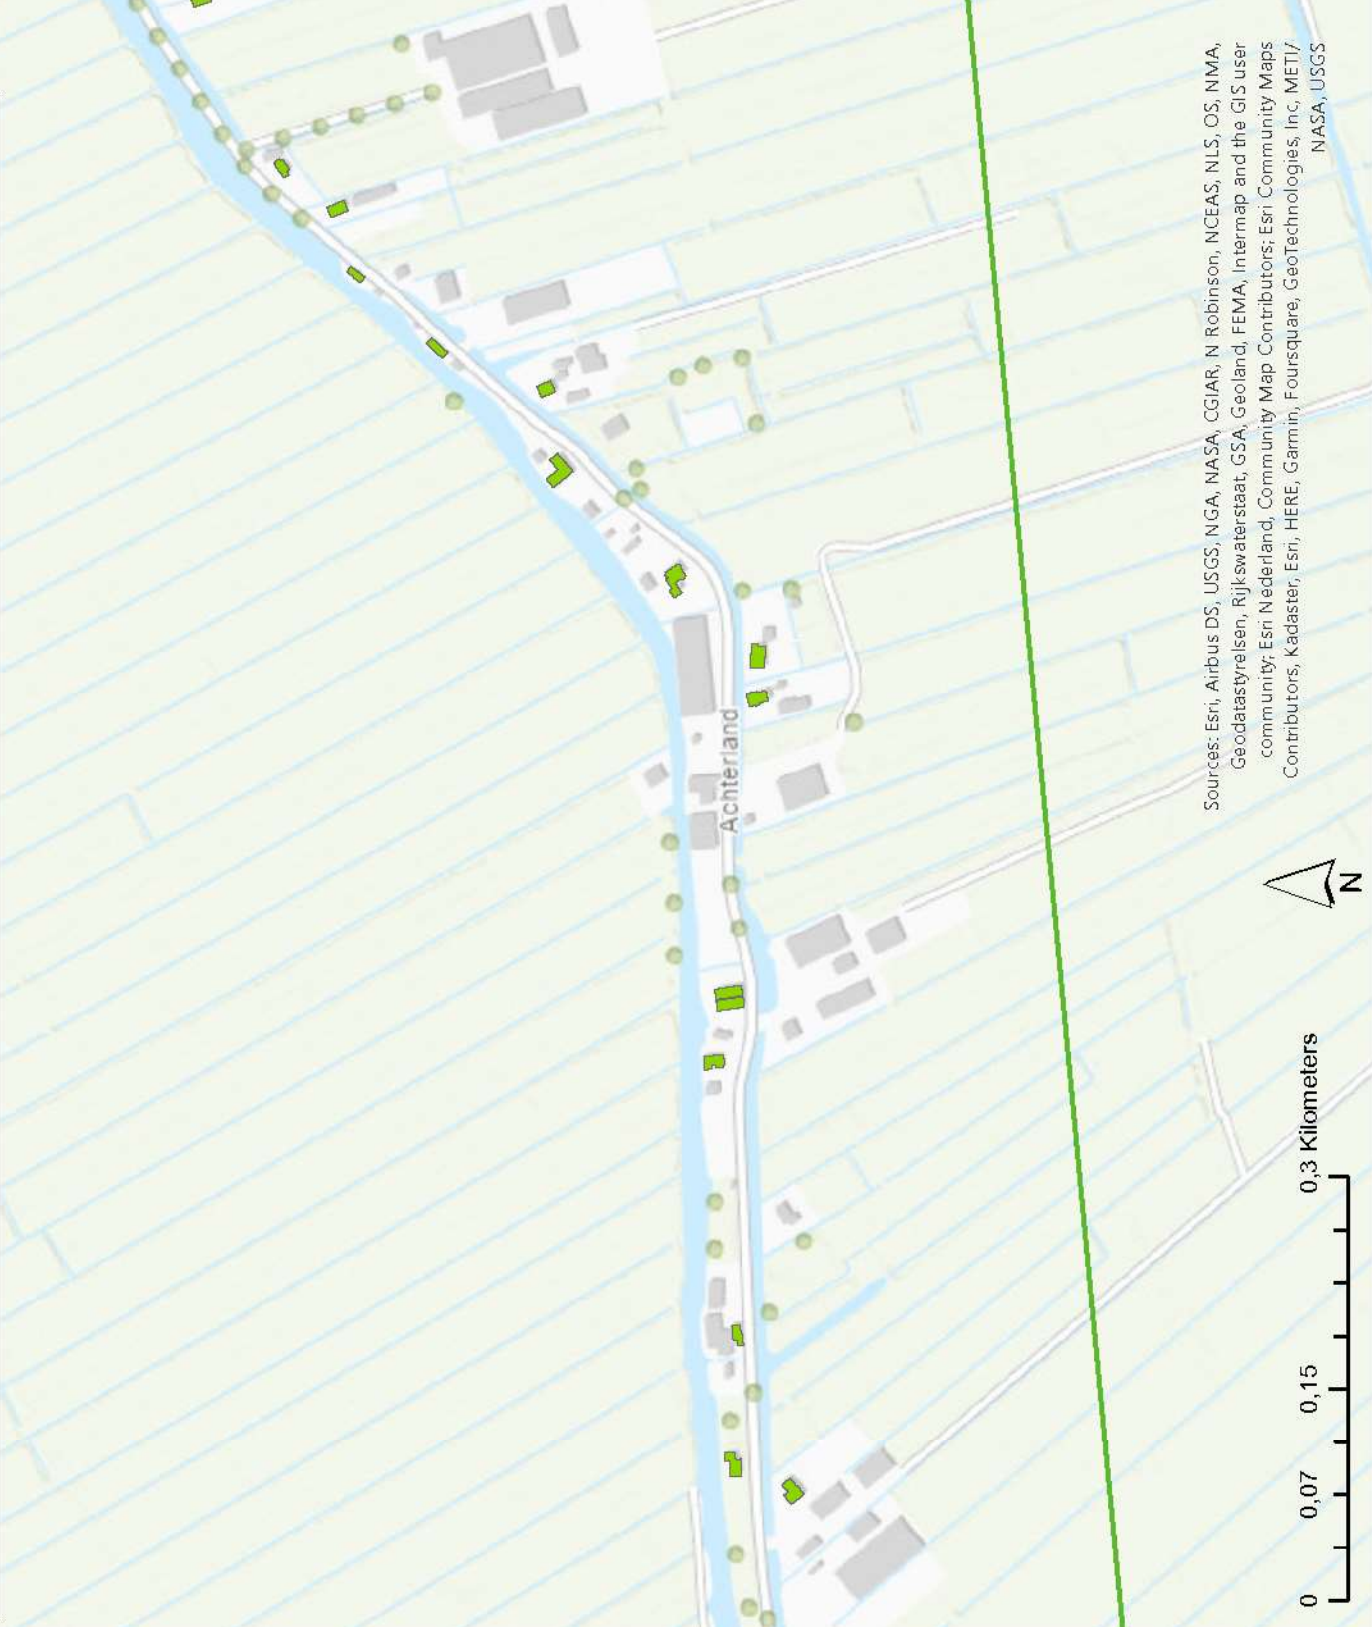 Achterland
Sources: Esri, Airbus DS, USGS, NGA, NASA, CGIAR, N Robinson, NCEAS, NLS, OS, NMA,
Geodatastyrelsen, Rijkswaterstaat, GSA, Geoland, FEMA, Intermap and the GIS user
community; Esri Nederland, Community Map Contributors; Esri Community Maps
Contributors, Kadaster, Esri, HERE, Garmin, Foursquare, GeoTechnologies, Inc, METI/
NASA, USGS
N
0 0,07 0,15 0,3 Kilometers